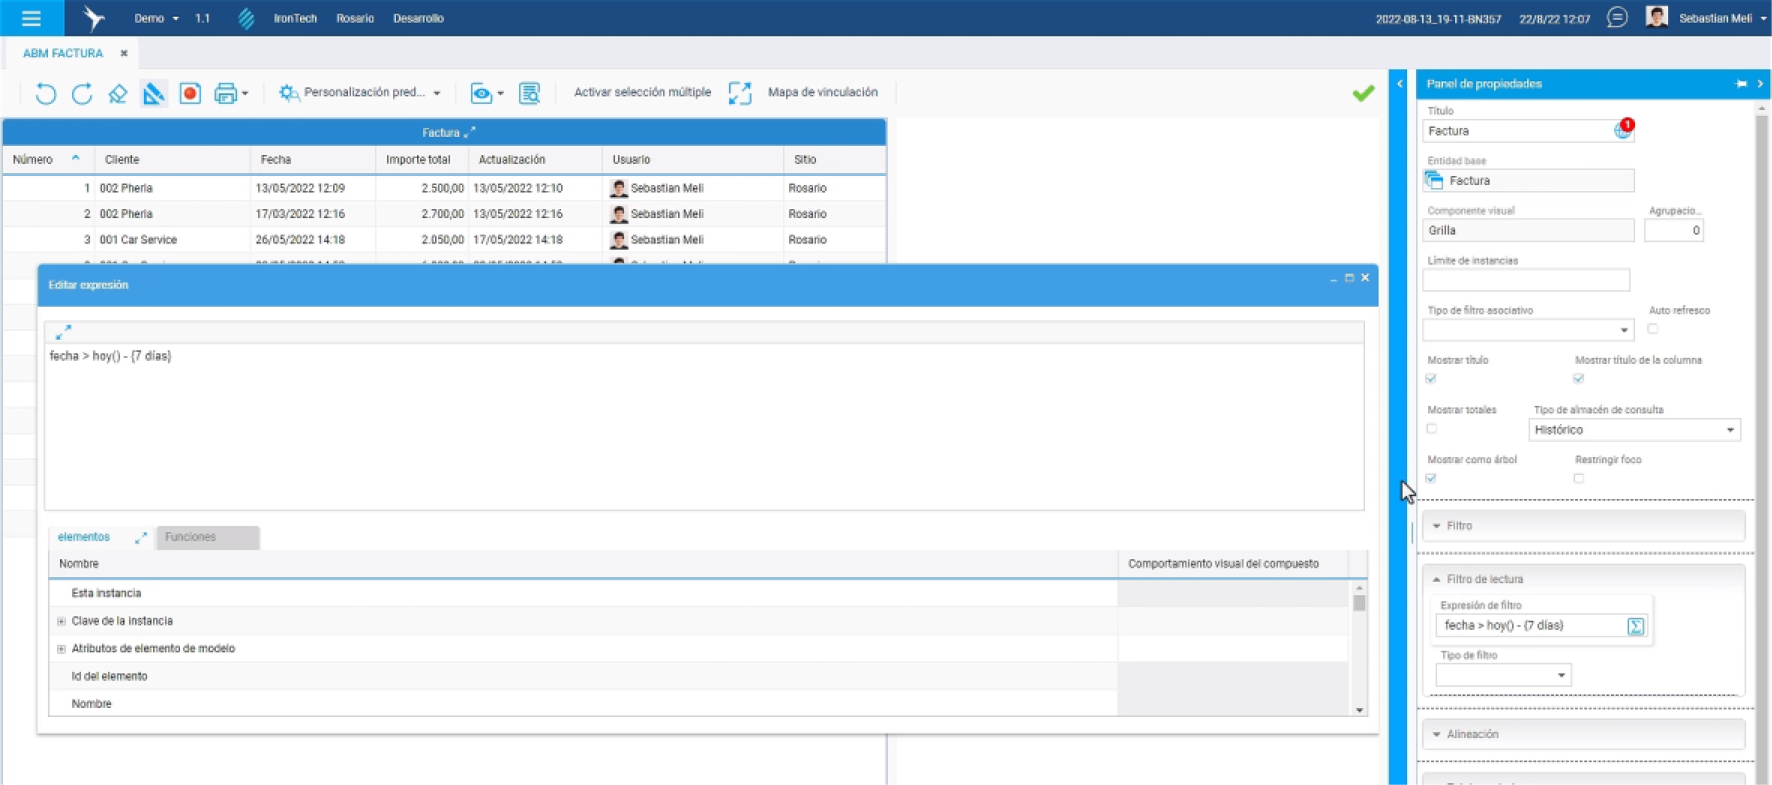 Demo 1.1 IronTech Rosario Desarrollo 2022-08-13_19-11-BN357 22/8/22 12:07 Sebastian Meli
ABM FACTURA
Personalización pred... Activar selección múltiple Mapa de vinculación
Factura
Número Cliente Fecha Importe total Actualización Usuario Sitio
1 002 Pherla 13/05/2022 12:09 2.500,00 13/05/2022 12:10 Sebastian Meli Rosario
2 002 Pherla 17/03/2022 12:16 2.700,00 13/05/2022 12:16 Sebastian Meli Rosario
3 001 Car Service 26/05/2022 14:18 2.050,00 17/05/2022 14:18 Sebastian Meli Rosario
Editar expresión
fecha > hoy() - {7 días}
elementos Funciones
Nombre Comportamiento visual del compuesto
Esta instancia
Clave de la instancia
Atributos de elemento de modelo
Id del elemento
Nombre
Panel de propiedades
Título
Factura
1
Entidad base
Factura
Componente visual Agrupacio...
Grilla 0
Límite de instancias
Tipo de filtro asociativo Auto refresco
Mostrar título Mostrar título de la columna
Mostrar totales Tipo de almacén de consulta
Histórico
Mostrar como árbol Restringir foco
Filtro
Filtro de lectura
Expresión de filtro
fecha > hoy() - {7 días}
Tipo de filtro
Alineación